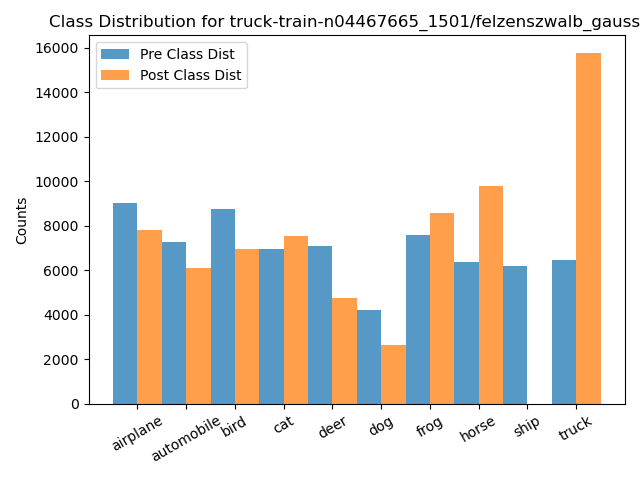 Class Distribution for truck-train-n04467665_1501/felzenszwalb_gauss
Pre Class Dist
Post Class Dist
16000
14000
12000
10000
8000
6000
4000
2000
0
Counts
airplane
automobile
bird
cat
deer
dog
frog
horse
ship
truck